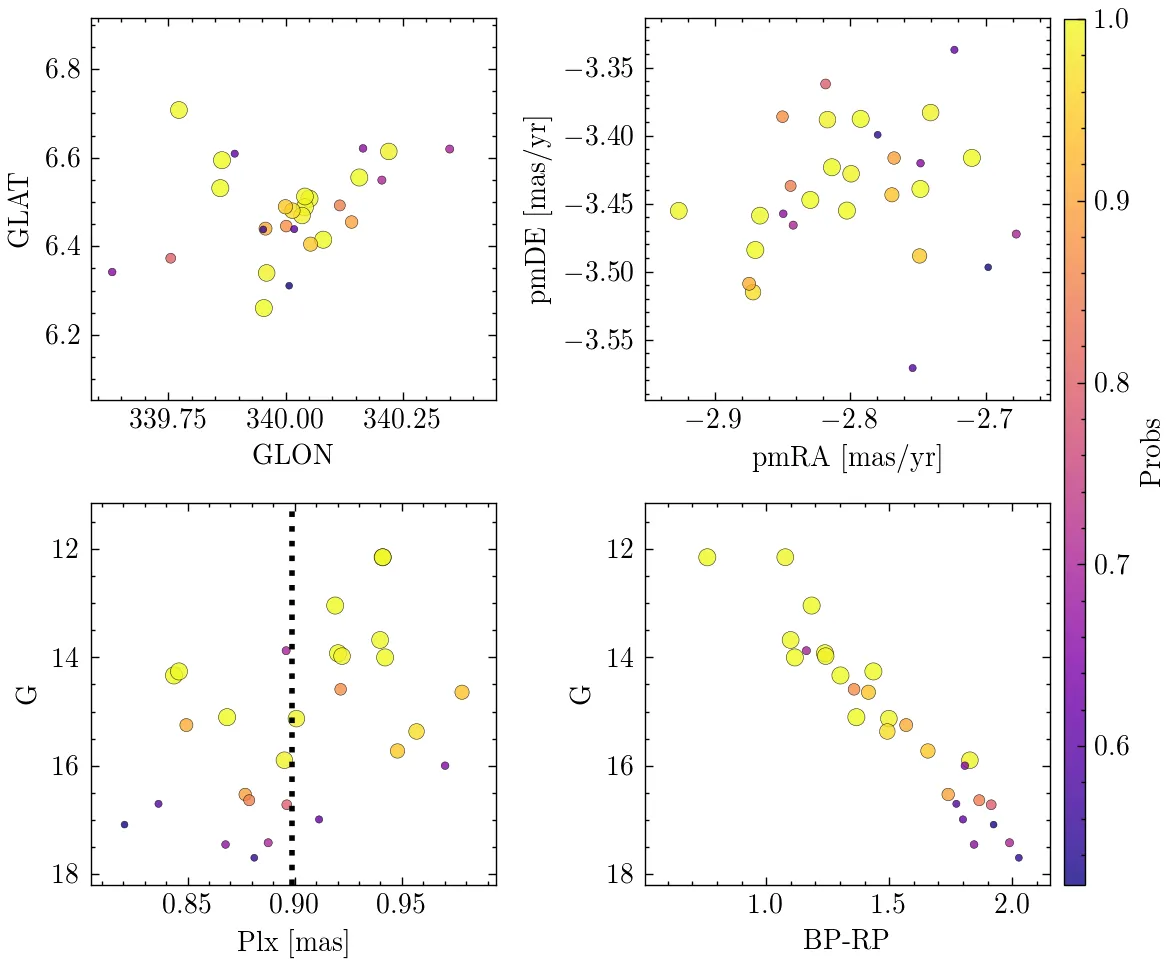 6.8
6.6
6.4
6.2
GLAT
339.75 340.00 340.25
GLON
−3.35
−3.40
−3.45
−3.50
−3.55
pmDE [mas/yr]
−2.9 −2.8 −2.7
pmRA [mas/yr]
12
14
16
18
G
0.85 0.90 0.95
Plx [mas]
12
14
16
18
G
1.0 1.5 2.0
BP-RP
1.0
0.9
0.8
0.7
0.6
Probs